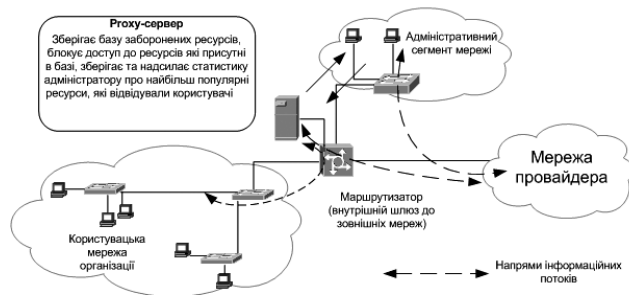 Proxy-сервер
Зберігає базу заборонених ресурсів,
блокує доступ до ресурсів які присутні
в базі, зберігає та надсилає статистику
адміністратору про найбільш популярні
ресурси, які відвідували користувачі
Адміністративний
сегмент мережі
Мережа
провайдера
Маршрутизатор
(внутрішній шлюз до
зовнішніх мереж)
Користувацька
мережа
організації
Напрями інформаційних
потоків